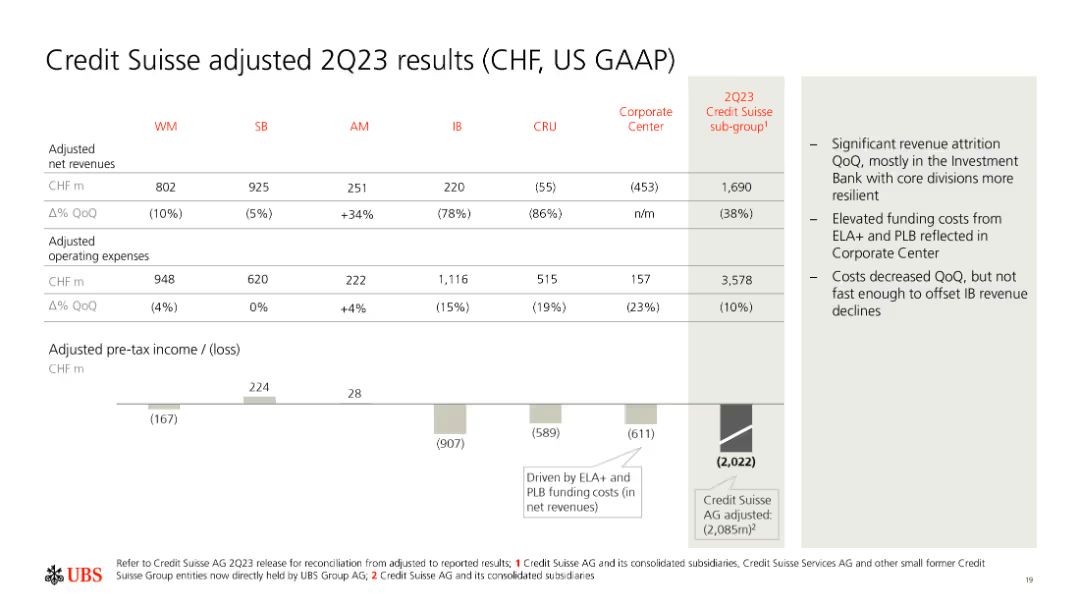 Credit Suisse adjusted 2Q23 results (CHF, US GAAP)
WM SB AM IB CRU Corporate Center 2Q23 Credit Suisse sub-group1
Adjusted
net revenues
CHF m 802 925 251 220 (55) (453) 1,690
Δ% QoQ (10%) (5%) +34% (78%) (86%) n/m (38%)
Adjusted
operating expenses
CHF m 948 620 222 1,116 515 157 3,578
Δ% QoQ (4%) 0% +4% (15%) (19%) (23%) (10%)
Adjusted pre-tax income / (loss)
CHF m
(167) 224 28 (907) (589) (611) (2,022)
Driven by ELA+ and
PLB funding costs (in
net revenues)
Credit Suisse
AG adjusted:
(2,085m)2
– Significant revenue attrition
QoQ, mostly in the Investment
Bank with core divisions more
resilient
– Elevated funding costs from
ELA+ and PLB reflected in
Corporate Center
– Costs decreased QoQ, but not
fast enough to offset IB revenue
declines
UBS
Refer to Credit Suisse AG 2Q23 release for reconciliation from adjusted to reported results; 1 Credit Suisse AG and its consolidated subsidiaries, Credit Suisse Services AG and other small former Credit
Suisse Group entities now directly held by UBS Group AG; 2 Credit Suisse AG and its consolidated subsidiaries
19